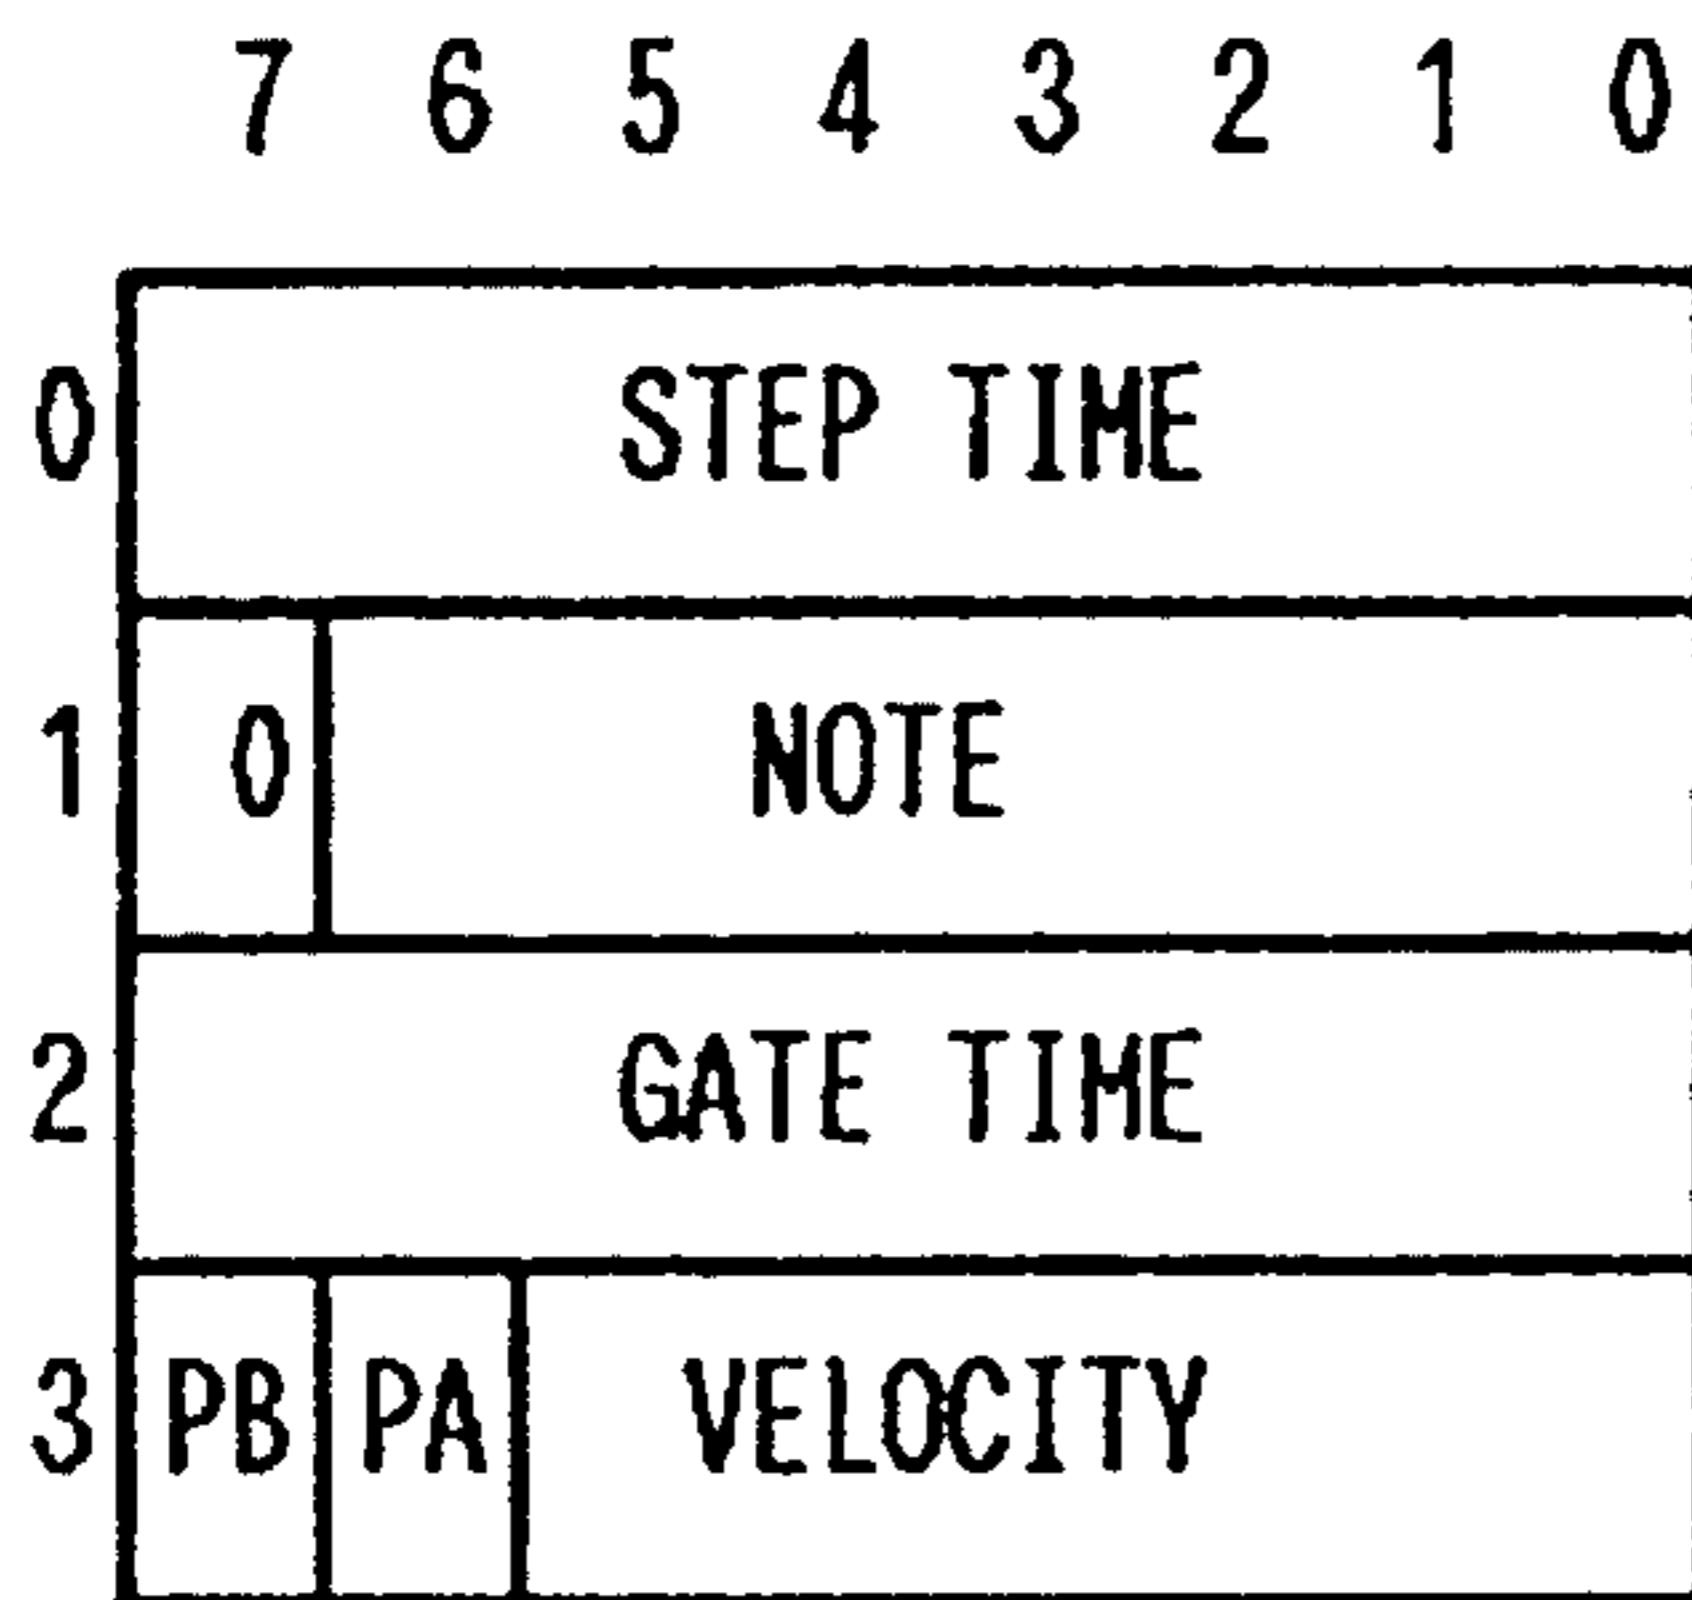 7 6 5 4 3 2 1 0
0 STEP TIME
1 0 NOTE
2 GATE TIME
3 PB PA VELOCITY